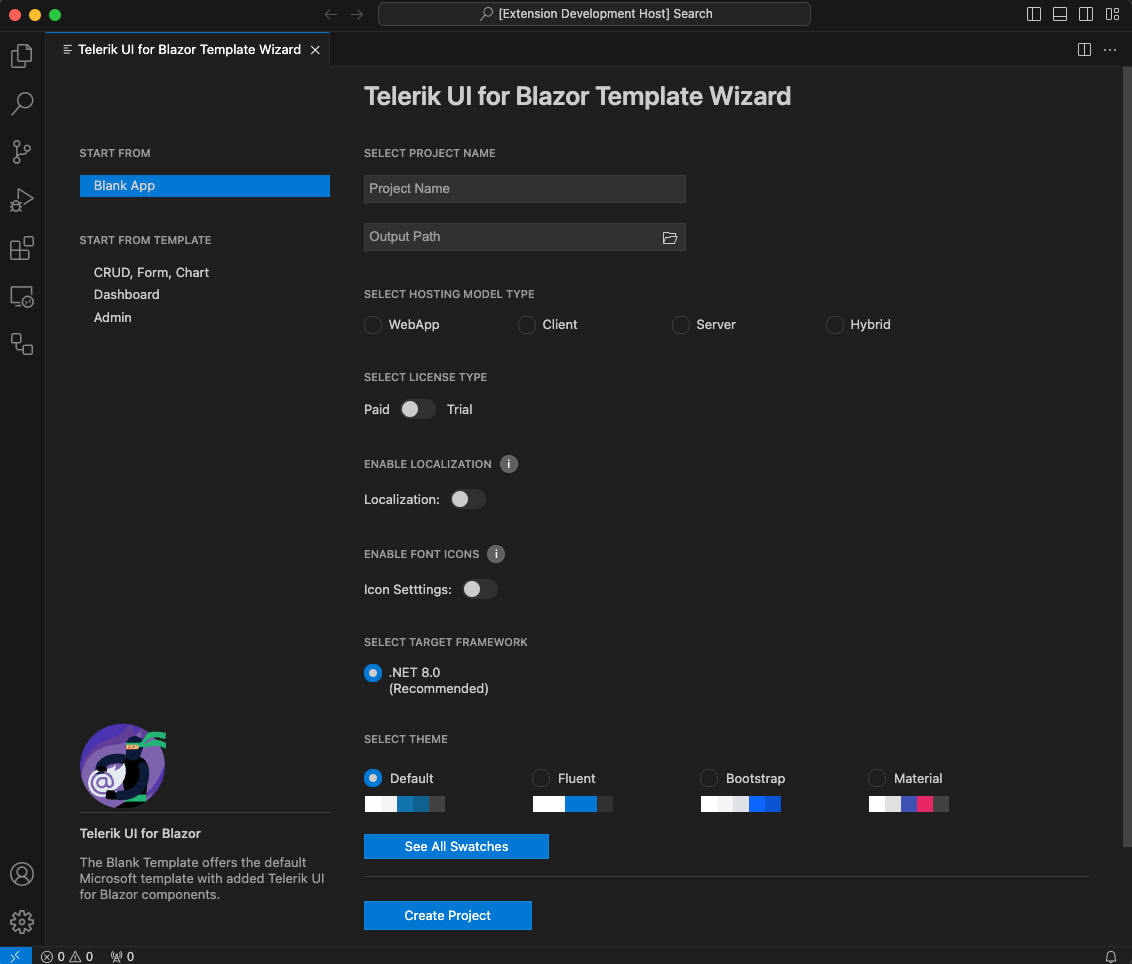 [Extension Development Host] Search
Telerik UI for Blazor Template Wizard
Telerik UI for Blazor Template Wizard
START FROM
Blank App
START FROM TEMPLATE
CRUD, Form, Chart
Dashboard
Admin
SELECT PROJECT NAME
Project Name
Output Path
SELECT HOSTING MODEL TYPE
WebApp Client Server Hybrid
SELECT LICENSE TYPE
Paid Trial
ENABLE LOCALIZATION i
Localization:
ENABLE FONT ICONS i
Icon Setttings:
SELECT TARGET FRAMEWORK
.NET 8.0
(Recommended)
SELECT THEME
Default Fluent Bootstrap Material
See All Swatches
Create Project
@
Telerik UI for Blazor
The Blank Template offers the default
Microsoft template with added Telerik UI
for Blazor components.
0 0 0